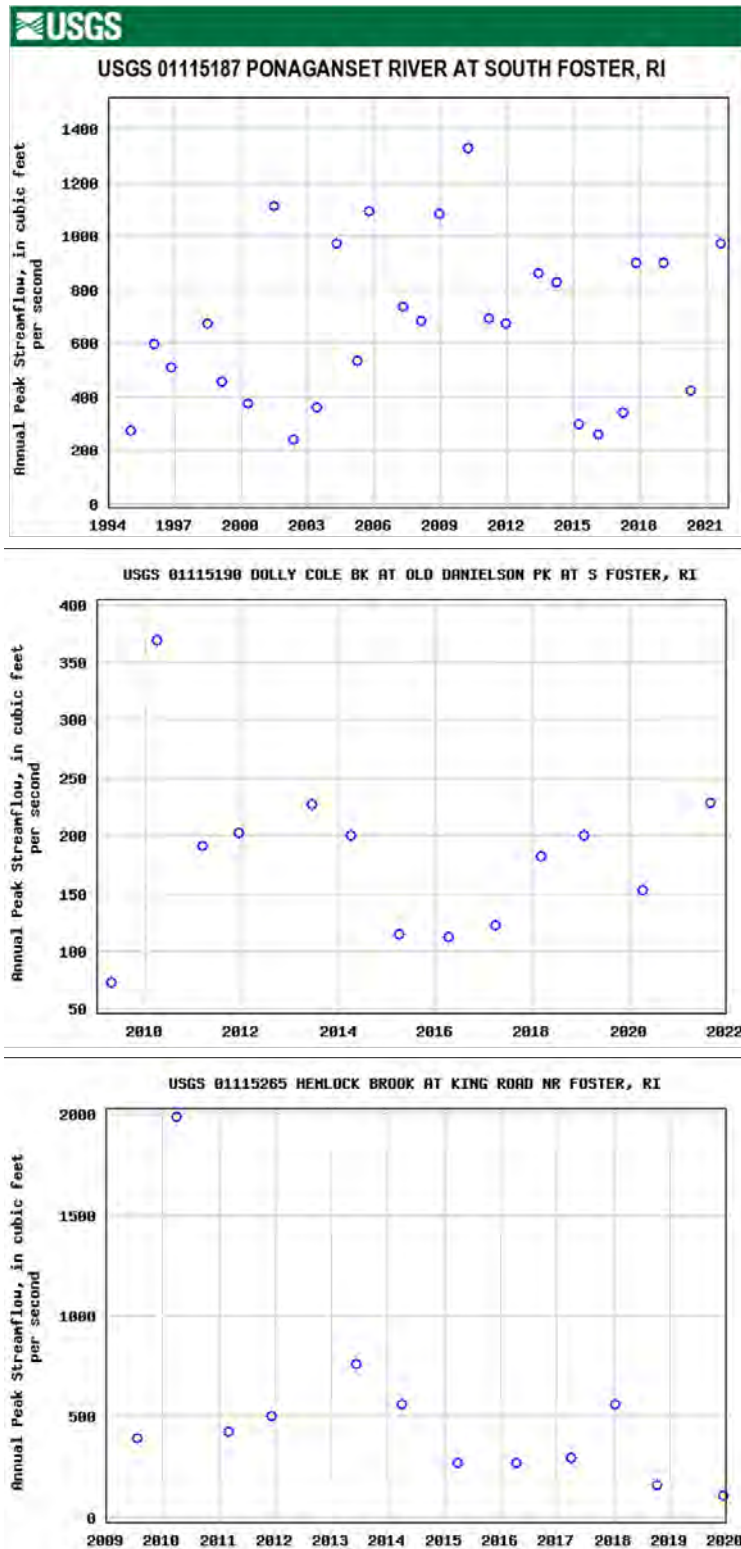 USGS
USGS 01115187 PONAGANSET RIVER AT SOUTH FOSTER, RI
Annual Peak Streamflow, in cubic feet
per second
1400
1200
1000
800
600
400
200
0
1994 1997 2000 2003 2006 2009 2012 2015 2018 2021
USGS 01115190 DOLLY COLE BK AT OLD DANIELSON PK AT S FOSTER, RI
Annual Peak Streamflow, in cubic feet
per second
400
350
300
250
200
150
100
50
2010 2012 2014 2016 2018 2020 2022
USGS 01115265 HEMLOCK BROOK AT KING ROAD NR FOSTER, RI
Annual Peak Streamflow, in cubic feet
per second
2000
1500
1000
500
0
2009 2010 2011 2012 2013 2014 2015 2016 2017 2018 2019 2020